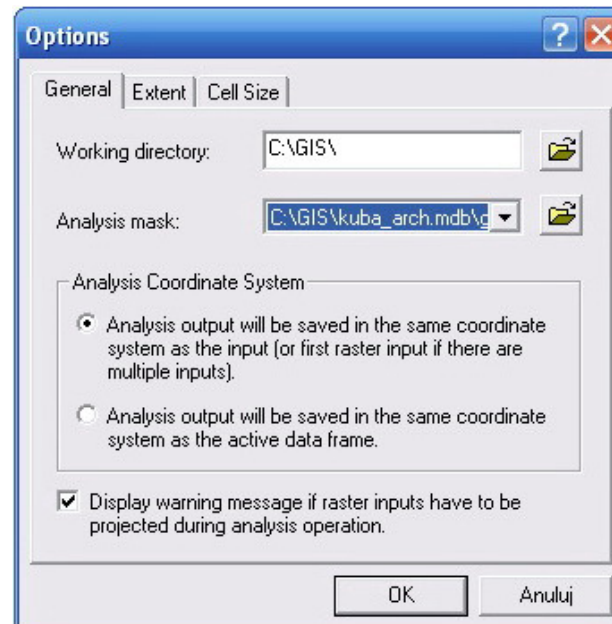 Options
General Extent Cell Size
Working directory: C:\GIS\
Analysis mask: C:\GIS\kuba_arch.mdb\g
Analysis Coordinate System
Analysis output will be saved in the same coordinate
system as the input (or first raster input if there are
multiple inputs).
Analysis output will be saved in the same coordinate
system as the active data frame.
Display warning message if raster inputs have to be
projected during analysis operation.
OK Anuluj